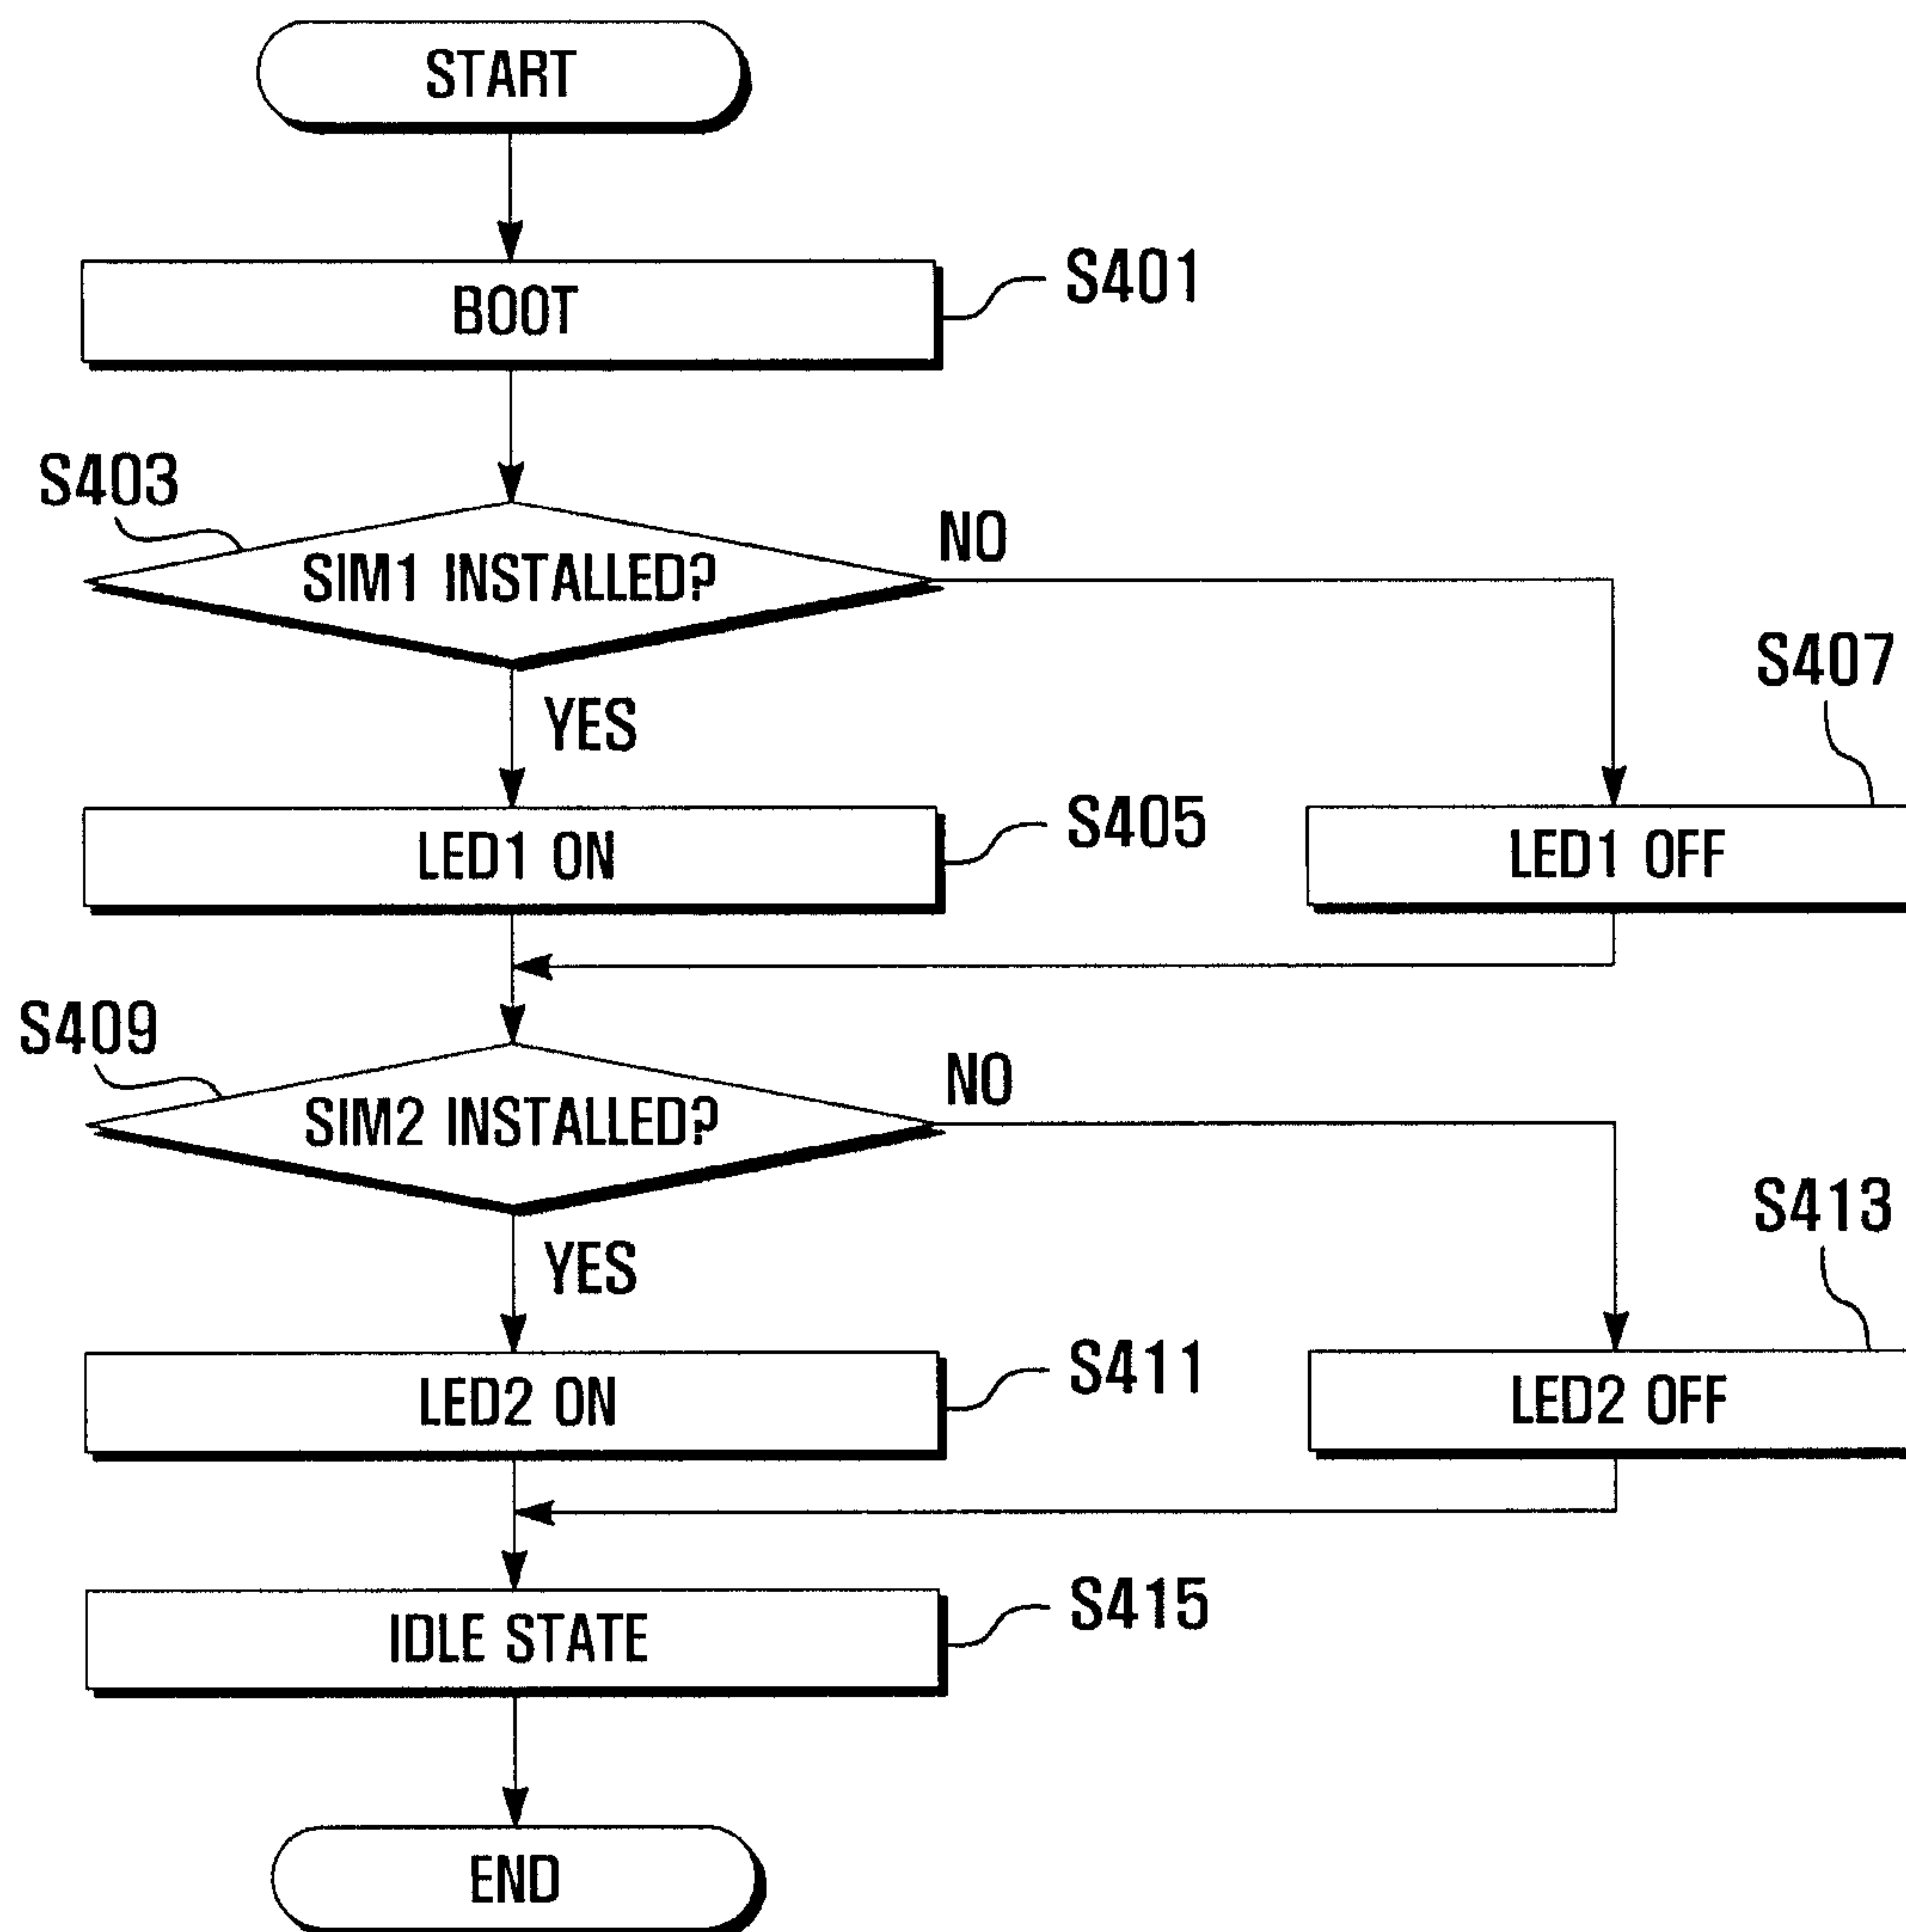 START
BOOT
S401
S403
SIM1 INSTALLED?
NO
YES
S407
LED1 ON
S405
LED1 OFF
S409
SIM2 INSTALLED?
NO
YES
S413
LED2 ON
S411
LED2 OFF
IDLE STATE
S415
END